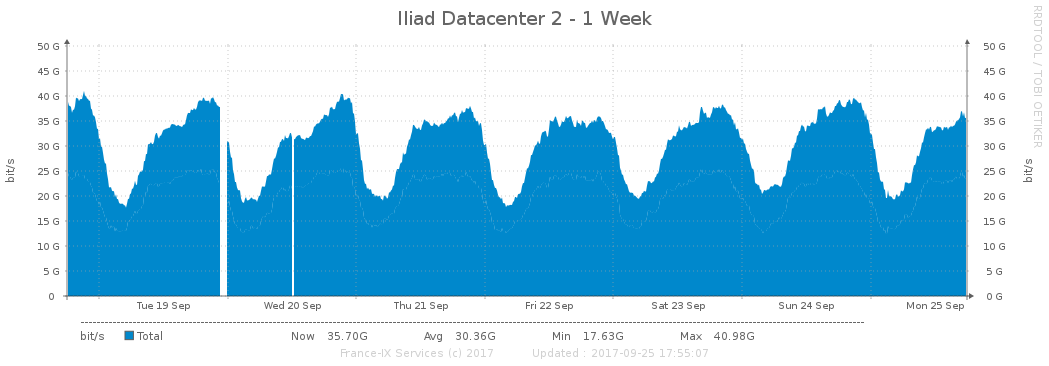 Iliad Datacenter 2 - 1 Week
RRDTOOL / TOBI OETIKER
bit/s
50 G
45 G
40 G
35 G
30 G
25 G
20 G
15 G
10 G
5 G
0
50 G
45 G
40 G
35 G
30 G
25 G
20 G
15 G
10 G
5 G
0 G
bit/s
Tue 19 Sep Wed 20 Sep Thu 21 Sep Fri 22 Sep Sat 23 Sep Sun 24 Sep Mon 25 Sep
bit/s Total Now 35.70G Avg 30.36G Min 17.63G Max 40.98G
France-IX Services (c) 2017 Updated : 2017-09-25 17:55:07